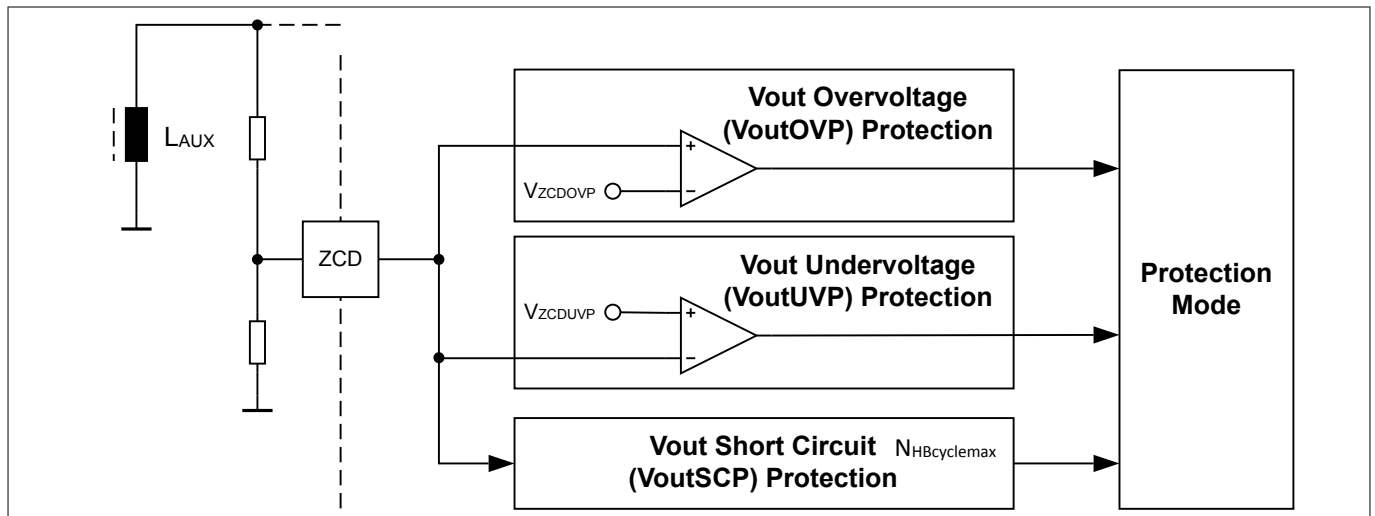 LAUX
ZCD
Vout Overvoltage
(VoutOVP) Protection
+
VZCDOVP
−
Vout Undervoltage
(VoutUVP) Protection
VZCDUVP
+
−
Vout Short Circuit NHBcyclemax
(VoutSCP) Protection
Protection
Mode